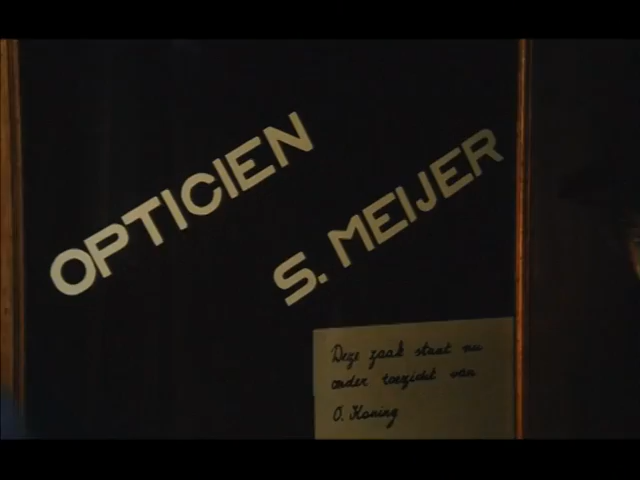 OPTICIEN
S. MEIJER
Deze zaak staat nu
onder toezicht van
O. Koning